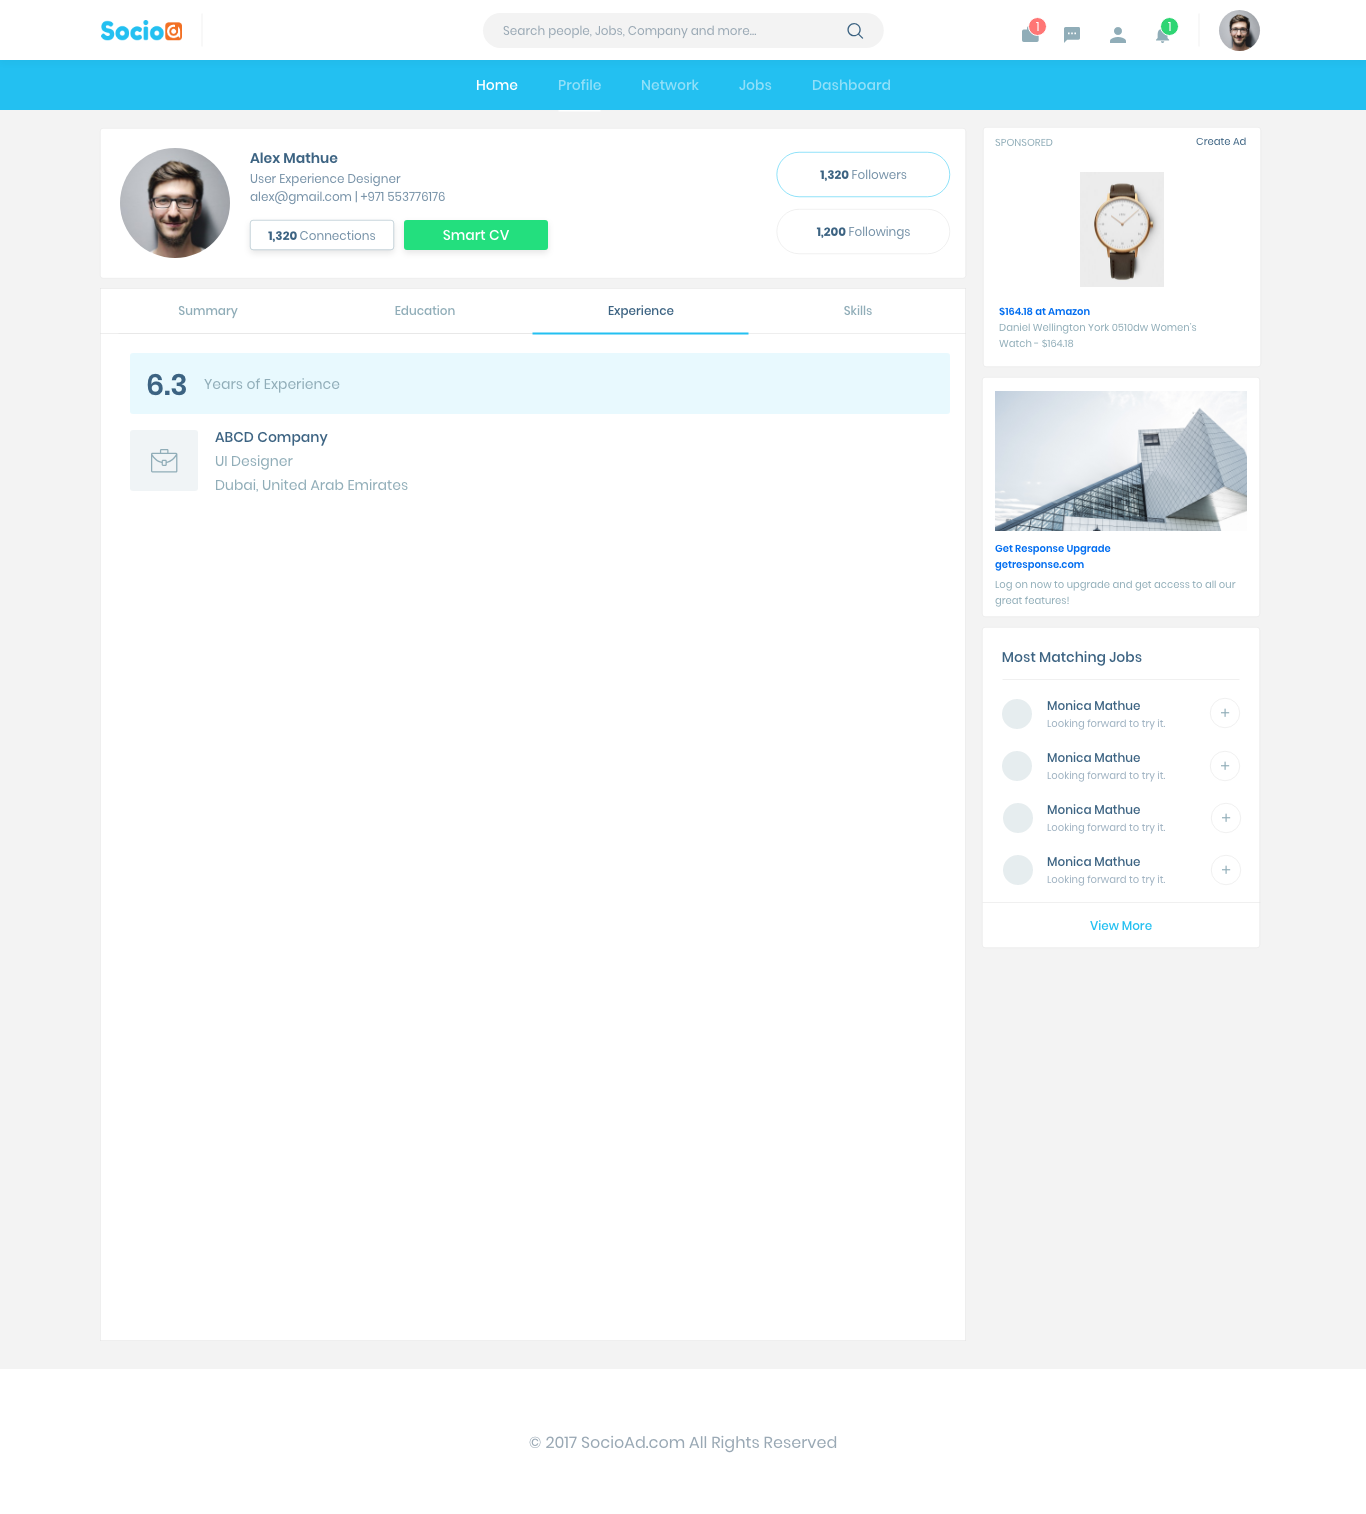 Socioa
Search people, Jobs, Company and more...
1
1
Home Profile Network Jobs Dashboard
Alex Mathue
User Experience Designer
alex@gmail.com | +971 553776176
1,320 Connections
Smart CV
1,320 Followers
1,200 Followings
Summary Education Experience Skills
6.3 Years of Experience
ABCD Company
UI Designer
Dubai, United Arab Emirates
SPONSORED Create Ad
$164.18 at Amazon
Daniel Wellington York 0510dw Women's
Watch - $164.18
Get Response Upgrade
getresponse.com
Log on now to upgrade and get access to all our
great features!
Most Matching Jobs
Monica Mathue
Looking forward to try it.
+
Monica Mathue
Looking forward to try it.
+
Monica Mathue
Looking forward to try it.
+
Monica Mathue
Looking forward to try it.
+
View More
© 2017 SocioAd.com All Rights Reserved